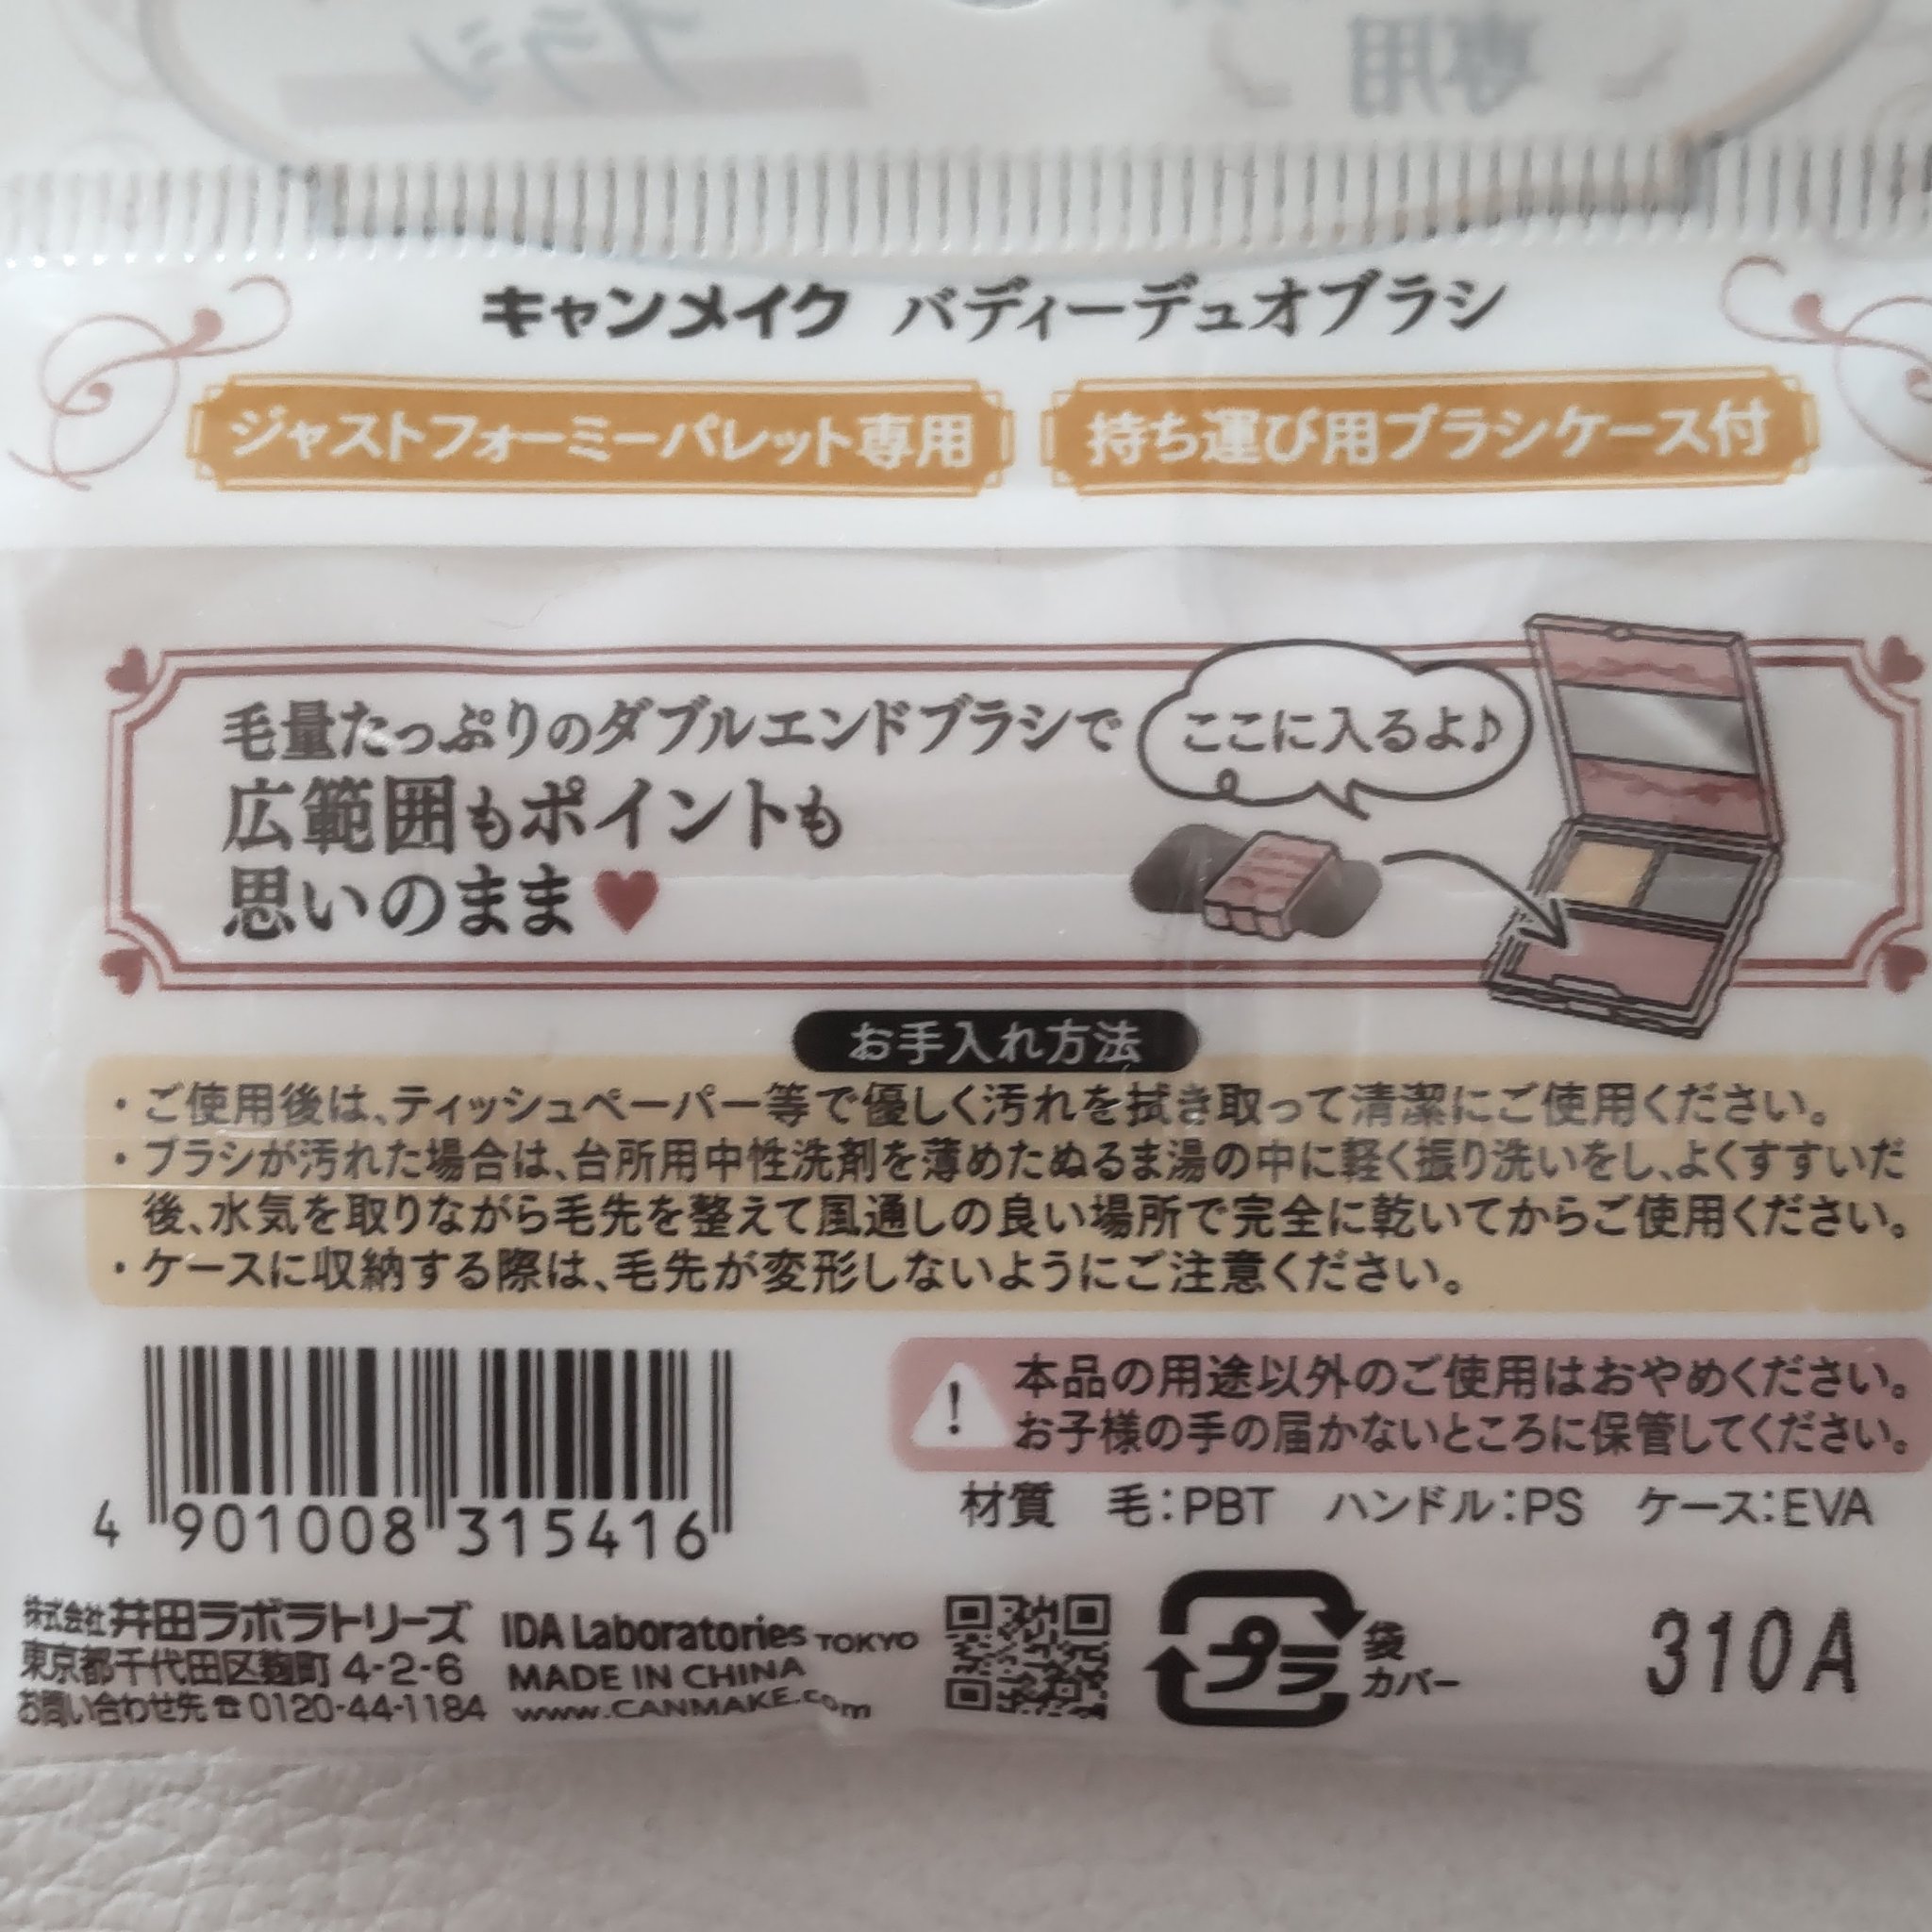 専用
ブラシ
キャンメイク バディーデュオブラシ
ジャストフォーミーパレット専用
持ち運び用ブラシケース付
毛量たっぷりのダブルエンドブラシで
広範囲もポイントも
思いのまま♥
ここに入るよ♪
お手入れ方法
・ご使用後は、ティッシュペーパー等で優しく汚れを拭き取って清潔にご使用ください。
・ブラシが汚れた場合は、台所用中性洗剤を薄めたぬるま湯の中に軽く振り洗いをし、よくすすいだ
後、水気を取りながら毛先を整えて風通しの良い場所で完全に乾いてからご使用ください。
・ケースに収納する際は、毛先が変形しないようにご注意ください。
!
本品の用途以外のご使用はおやめください。
お子様の手の届かないところに保管してください。
材質 毛:PBT ハンドル:PS ケース:EVA
4 901008 315416
株式会社井田ラボラトリーズ
東京都千代田区麹町 4-2-6
お問い合わせ先☎0120-44-1184
IDA Laboratories TOKYO
MADE IN CHINA
www.CANMAKE.com
プラ
袋
カバー
310A